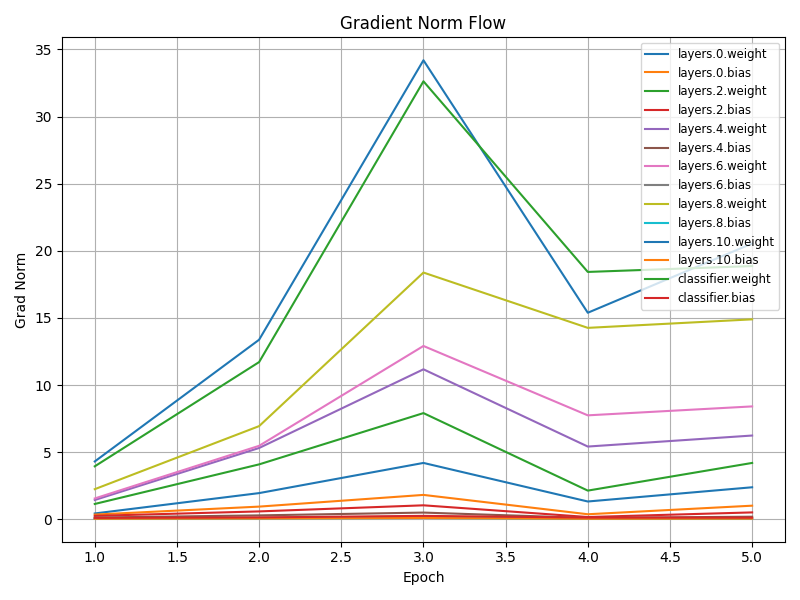 Gradient Norm Flow
Grad Norm
35
30
25
20
15
10
5
0
layers.0.weight
layers.0.bias
layers.2.weight
layers.2.bias
layers.4.weight
layers.4.bias
layers.6.weight
layers.6.bias
layers.8.weight
layers.8.bias
layers.10.weight
layers.10.bias
classifier.weight
classifier.bias
1.0 1.5 2.0 2.5 3.0 3.5 4.0 4.5 5.0
Epoch